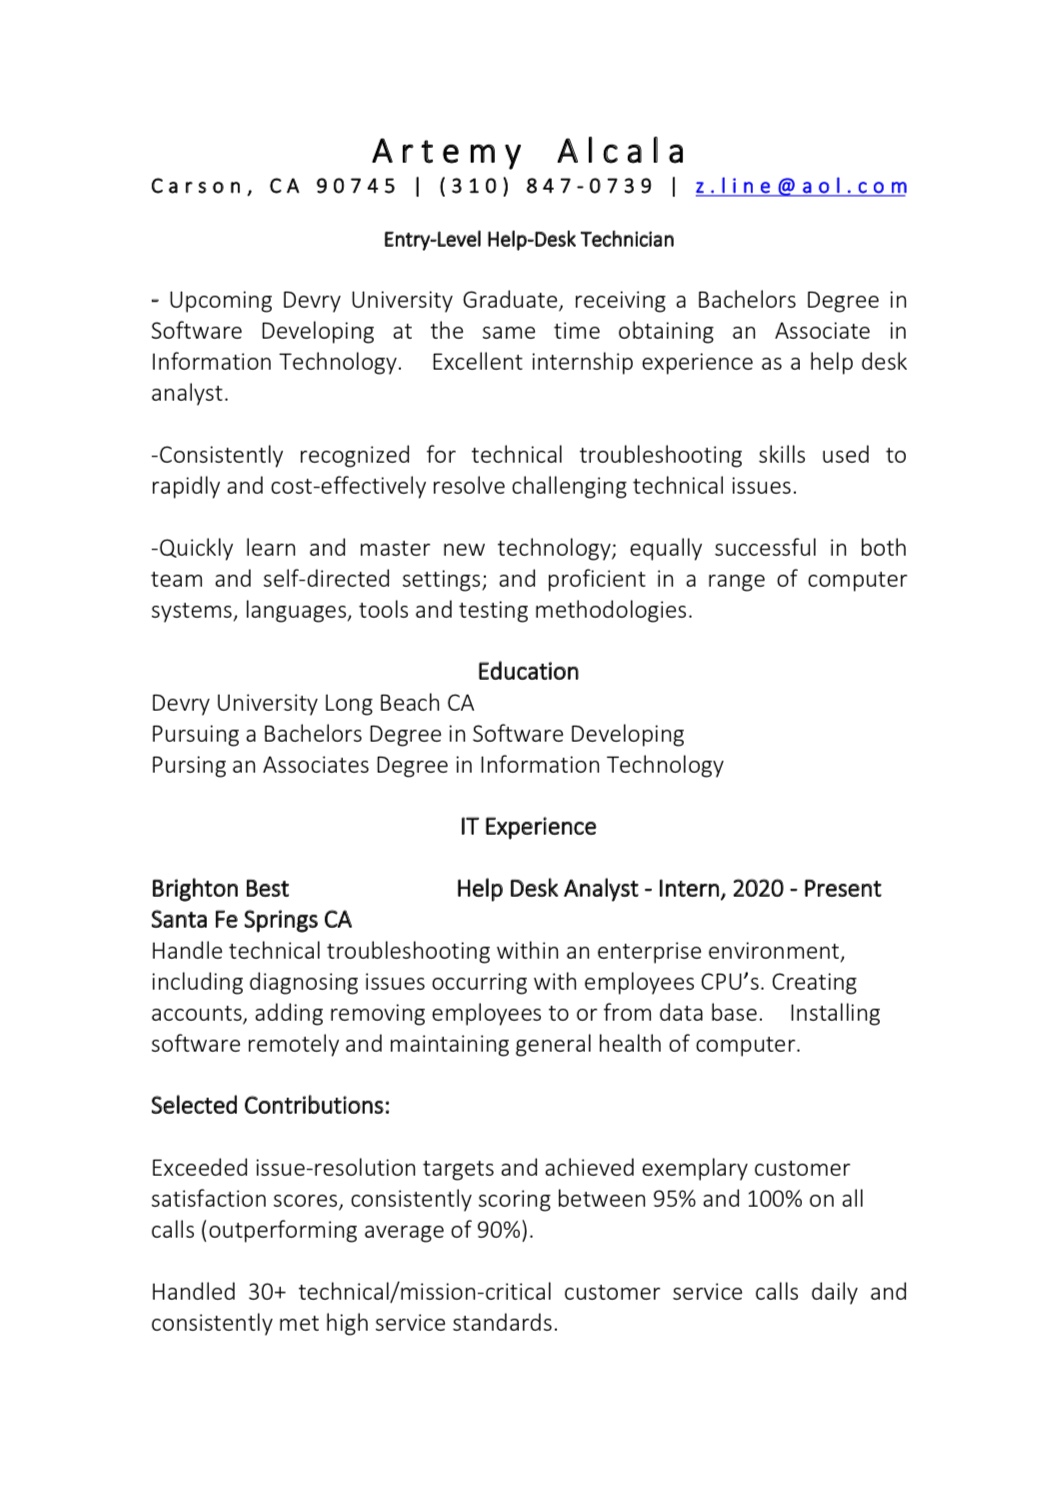 Artemy Alcala
Carson, CA 90745 | (310) 847-0739 | z.line@aol.com
Entry-Level Help-Desk Technician
- Upcoming Devry University Graduate, receiving a Bachelors Degree in
Software Developing at the same time obtaining an Associate in
Information Technology. Excellent internship experience as a help desk
analyst.
-Consistently recognized for technical troubleshooting skills used to
rapidly and cost-effectively resolve challenging technical issues.
-Quickly learn and master new technology; equally successful in both
team and self-directed settings; and proficient in a range of computer
systems, languages, tools and testing methodologies.
Education
Devry University Long Beach CA
Pursuing a Bachelors Degree in Software Developing
Pursing an Associates Degree in Information Technology
IT Experience
Brighton Best Help Desk Analyst - Intern, 2020 - Present
Santa Fe Springs CA
Handle technical troubleshooting within an enterprise environment,
including diagnosing issues occurring with employees CPU’s. Creating
accounts, adding removing employees to or from data base. Installing
software remotely and maintaining general health of computer.
Selected Contributions:
Exceeded issue-resolution targets and achieved exemplary customer
satisfaction scores, consistently scoring between 95% and 100% on all
calls (outperforming average of 90%).
Handled 30+ technical/mission-critical customer service calls daily and
consistently met high service standards.